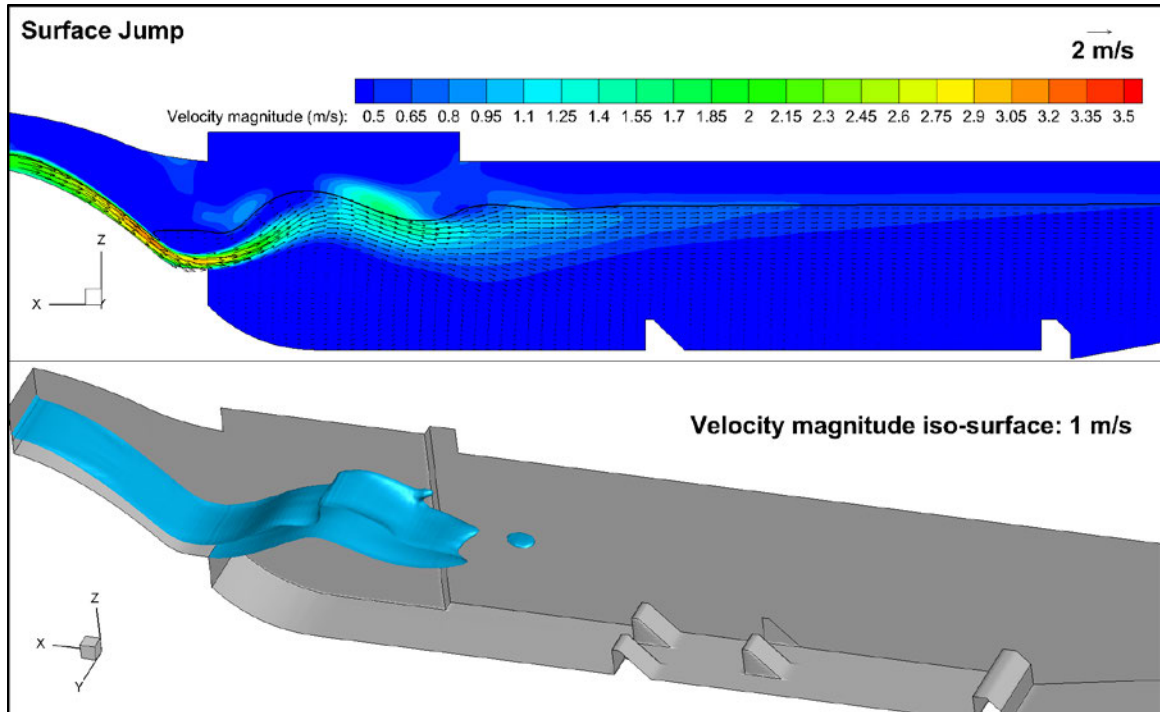 Surface Jump
2 m/s
Velocity magnitude (m/s): 0.5 0.65 0.8 0.95 1.1 1.25 1.4 1.55 1.7 1.85 2 2.15 2.3 2.45 2.6 2.75 2.9 3.05 3.2 3.35 3.5
Z
X Y
Velocity magnitude iso-surface: 1 m/s
Z
X
Y